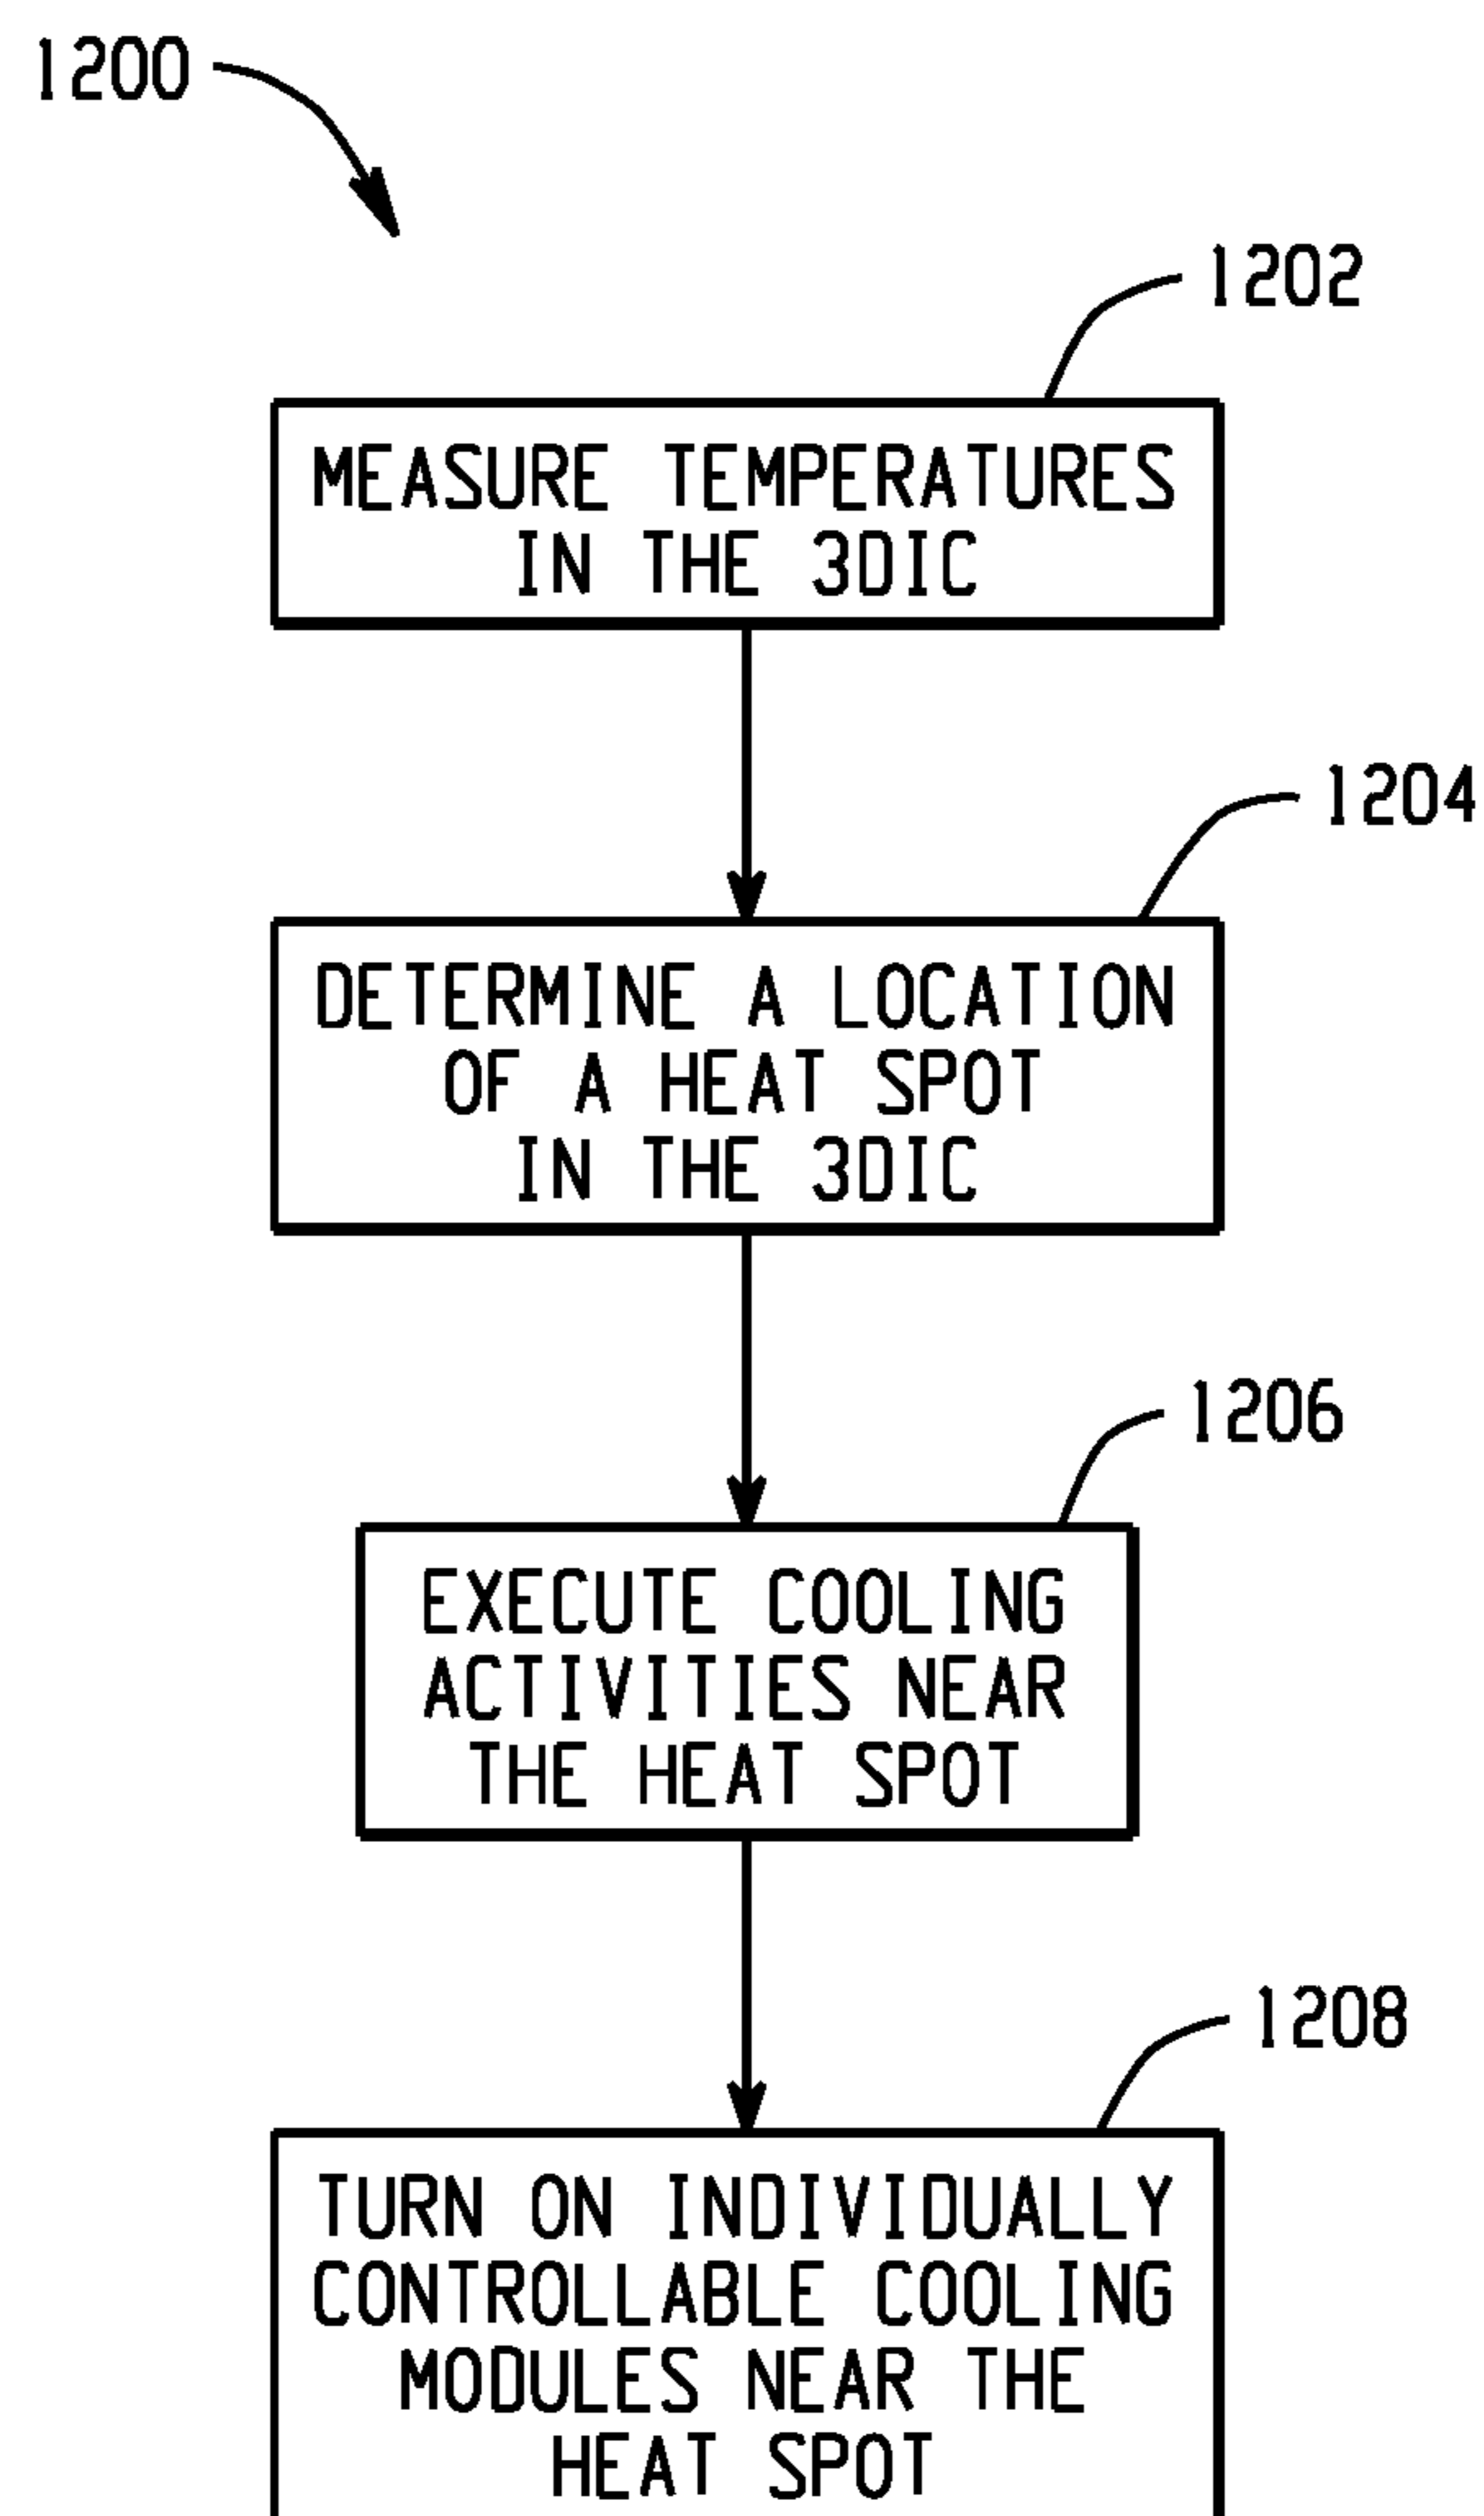 1200
1202
MEASURE TEMPERATURES
IN THE 3DIC
1204
DETERMINE A LOCATION
OF A HEAT SPOT
IN THE 3DIC
1206
EXECUTE COOLING
ACTIVITIES NEAR
THE HEAT SPOT
1208
TURN ON INDIVIDUALLY
CONTROLLABLE COOLING
MODULES NEAR THE
HEAT SPOT